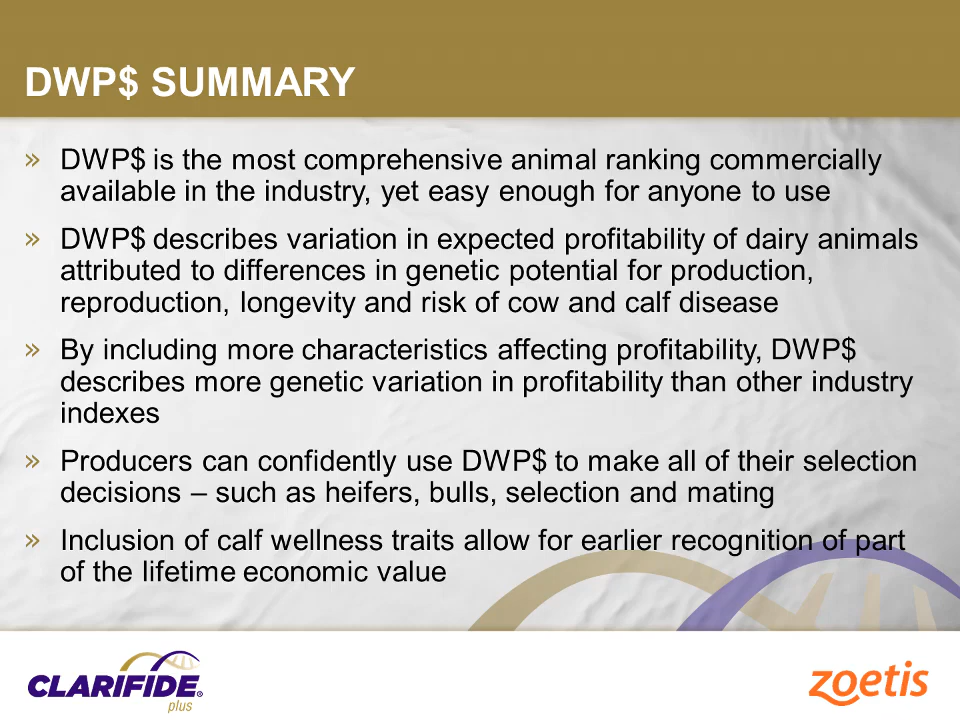 DWP$ SUMMARY
» DWP$ is the most comprehensive animal ranking commercially
available in the industry, yet easy enough for anyone to use
» DWP$ describes variation in expected profitability of dairy animals
attributed to differences in genetic potential for production,
reproduction, longevity and risk of cow and calf disease
» By including more characteristics affecting profitability, DWP$
describes more genetic variation in profitability than other industry
indexes
» Producers can confidently use DWP$ to make all of their selection
decisions – such as heifers, bulls, selection and mating
» Inclusion of calf wellness traits allow for earlier recognition of part
of the lifetime economic value
CLARIFIDE®
plus
zoetis